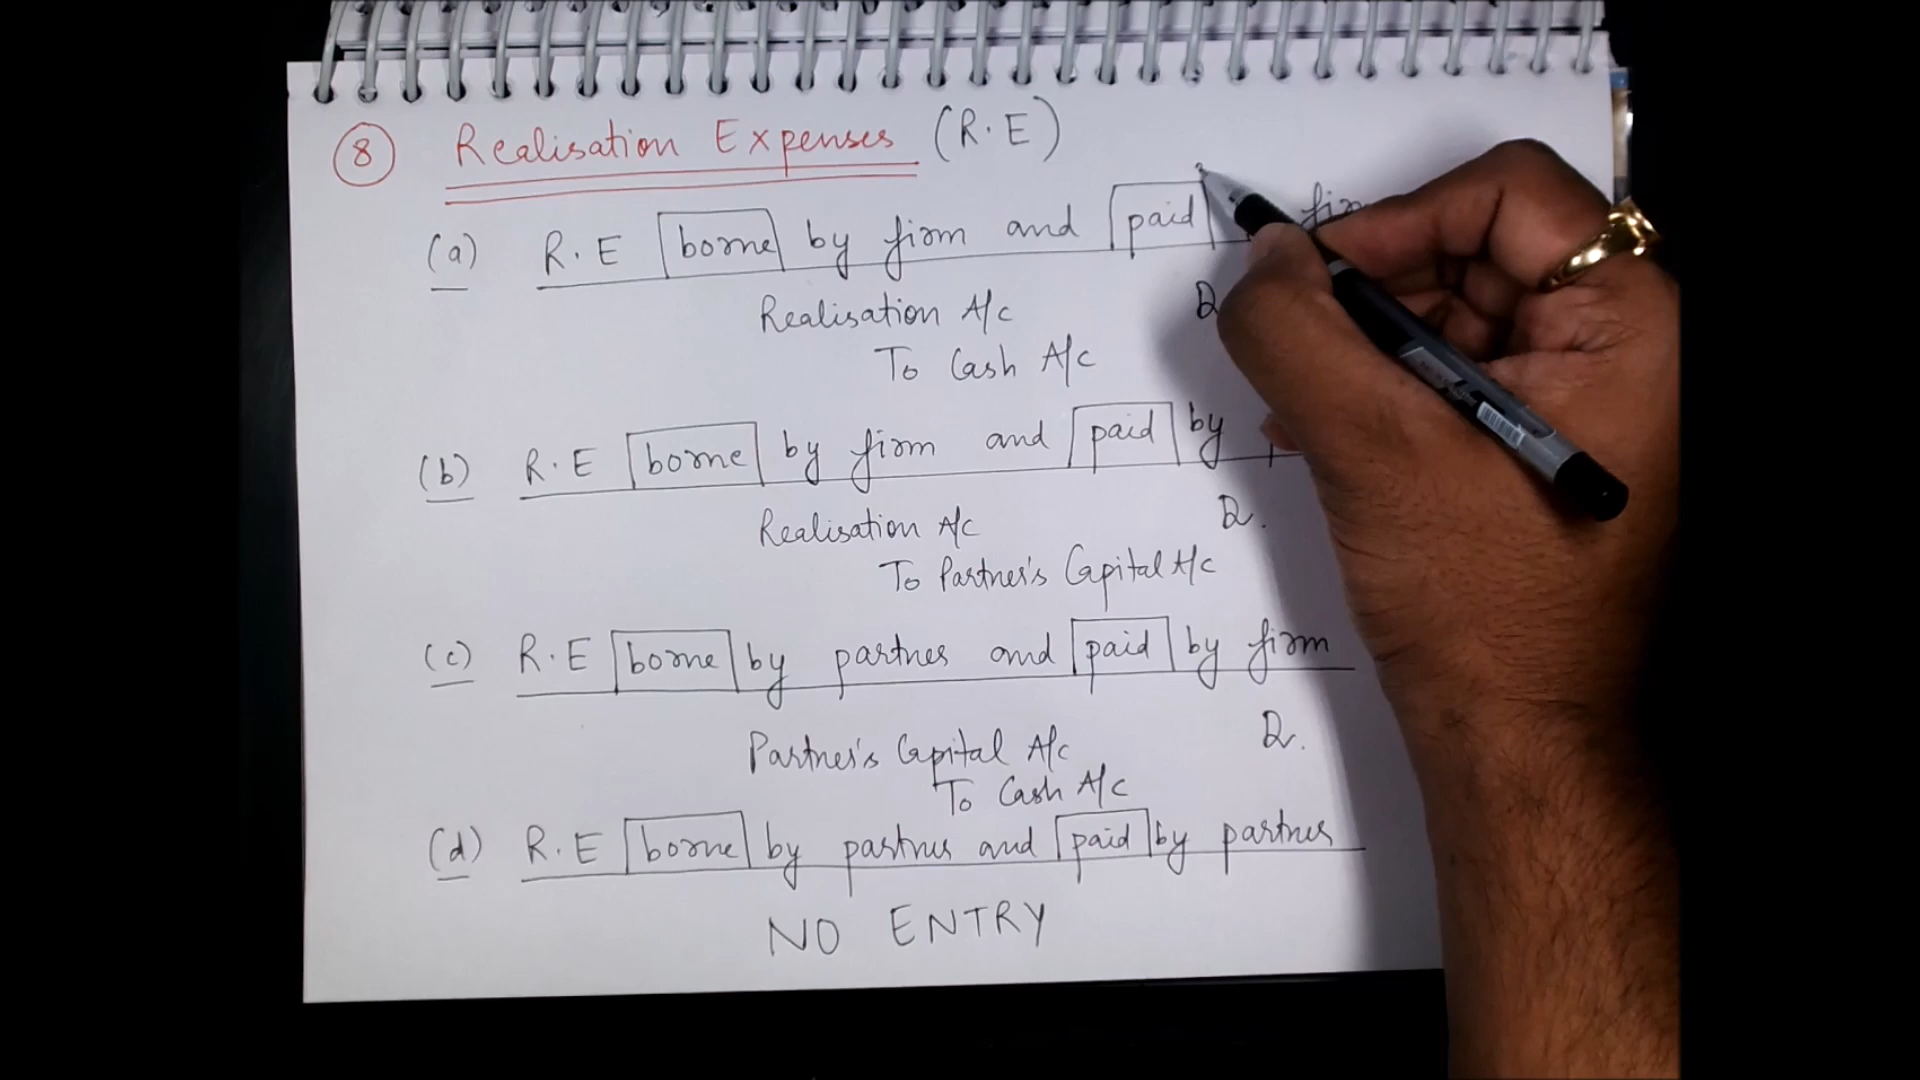 8 Realisation Expenses (R.E)
(a) R.E borne by firm and paid
Realisation A/c
To Cash A/c
(b) R.E borne by firm and paid by
Realisation A/c Dr.
To Partner's Capital A/c
(c) R.E borne by partner and paid by firm
Partner's Capital A/c Dr.
To Cash A/c
(d) R.E borne by partner and paid by partner
NO ENTRY